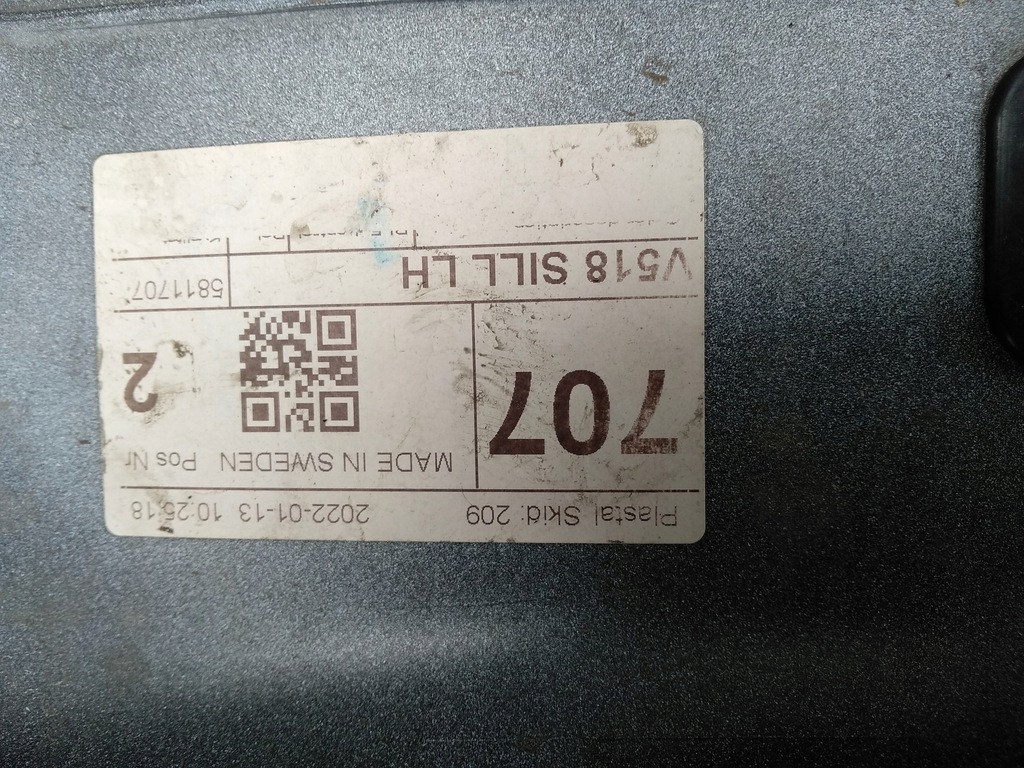 Plastal Skid: 209 2022-01-13 10:25:18
707 MADE IN SWEDEN Pos Nr
2
V518 SILL LH 5811707